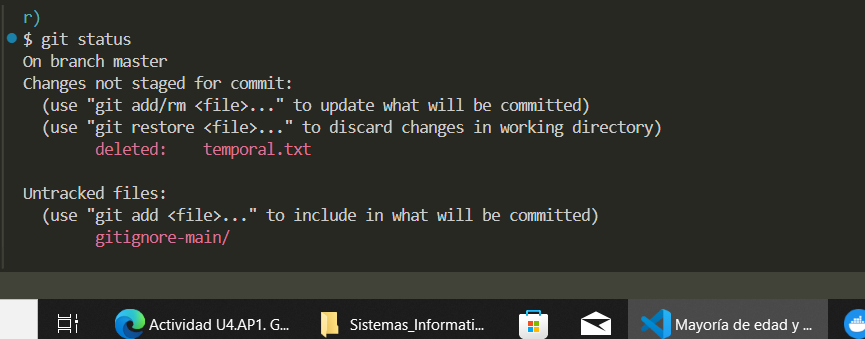 r)
$ git status
On branch master
Changes not staged for commit:
  (use "git add/rm <file>..." to update what will be committed)
  (use "git restore <file>..." to discard changes in working directory)
        deleted:    temporal.txt

Untracked files:
  (use "git add <file>..." to include in what will be committed)
        gitignore-main/

Actividad U4.AP1. G...
Sistemas_Informati...
Mayoría de edad y ...